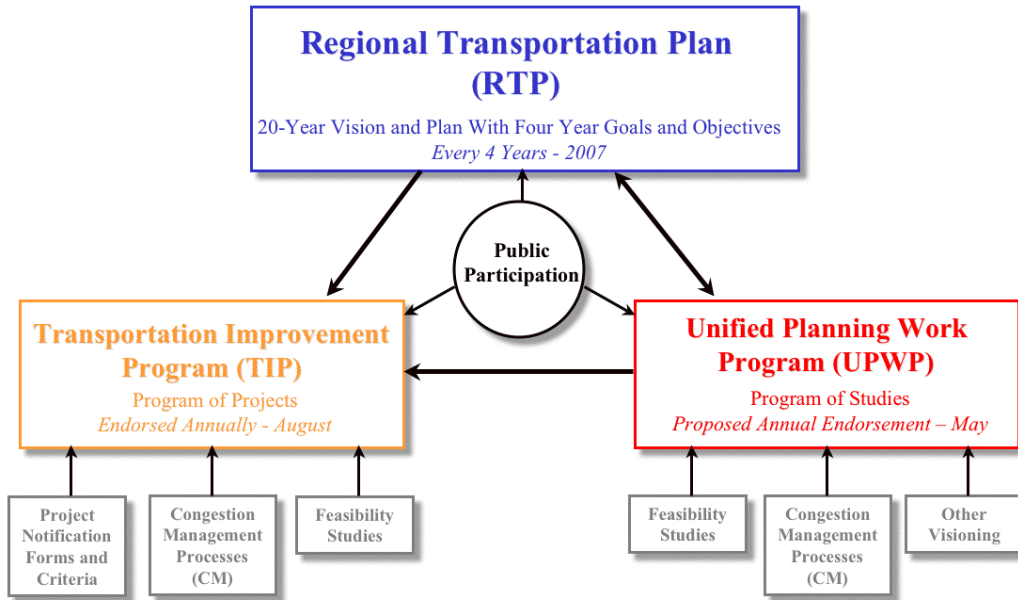 Regional Transportation Plan
(RTP)
20-Year Vision and Plan With Four Year Goals and Objectives
Every 4 Years - 2007
Public
Participation
Transportation Improvement
Program (TIP)
Program of Projects
Endorsed Annually - August
Unified Planning Work
Program (UPWP)
Program of Studies
Proposed Annual Endorsement – May
Project
Notification
Forms and
Criteria
Congestion
Management
Processes
(CM)
Feasibility
Studies
Feasibility
Studies
Congestion
Management
Processes
(CM)
Other
Visioning